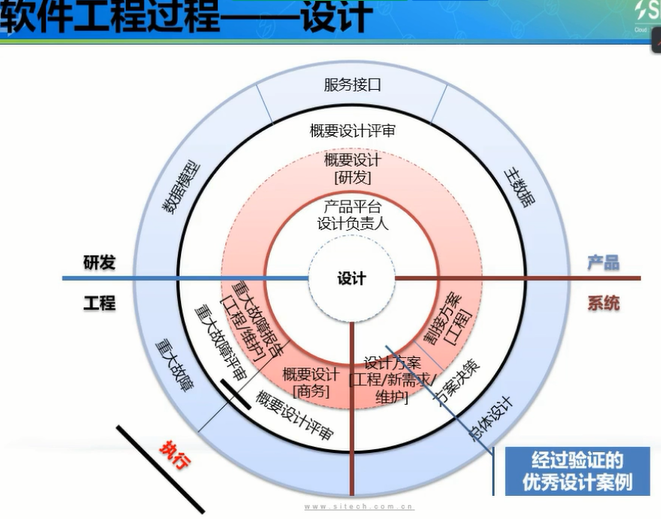 软件工程过程——设计
服务接口
概要设计评审
概要设计
[研发]
数据模型
主数据
产品平台
设计负责人
研发
产品
设计
工程
系统
重大故障报告
[工程/维护]
重大故障评审
重大故障
割接方案
[工程]
设计方案
[工程/新需求/
维护]
概要设计
[商务]
方案决策
概要设计评审
总体设计
执行
经过验证的
优秀设计案例
www.sitech.com.cn